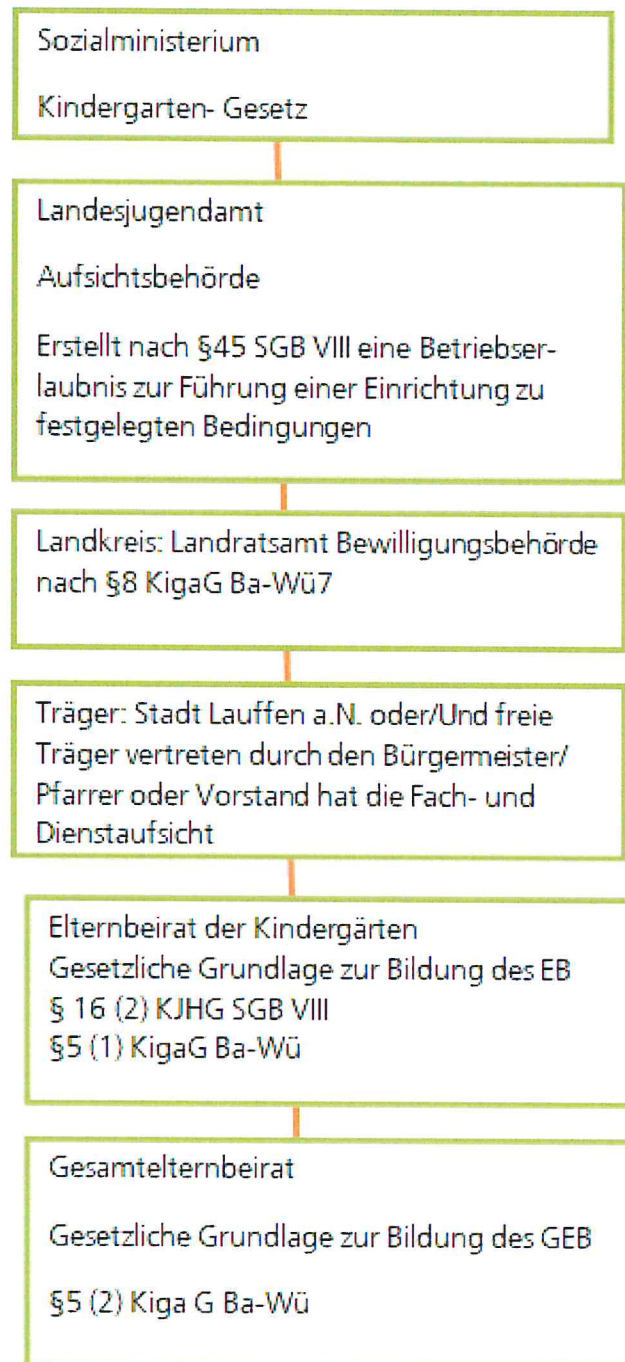 Sozialministerium
Kindergarten- Gesetz
Landesjugendamt
Aufsichtsbehörde
Erstellt nach §45 SGB VIII eine Betriebser-
laubnis zur Führung einer Einrichtung zu
festgelegten Bedingungen
Landkreis: Landratsamt Bewilligungsbehörde
nach §8 KigaG Ba-Wü7
Träger: Stadt Lauffen a.N. oder/Und freie
Träger vertreten durch den Bürgermeister/
Pfarrer oder Vorstand hat die Fach- und
Dienstaufsicht
Elternbeirat der Kindergärten
Gesetzliche Grundlage zur Bildung des EB
§ 16 (2) KJHG SGB VIII
§5 (1) KigaG Ba-Wü
Gesamtelternbeirat
Gesetzliche Grundlage zur Bildung des GEB
§5 (2) Kiga G Ba-Wü